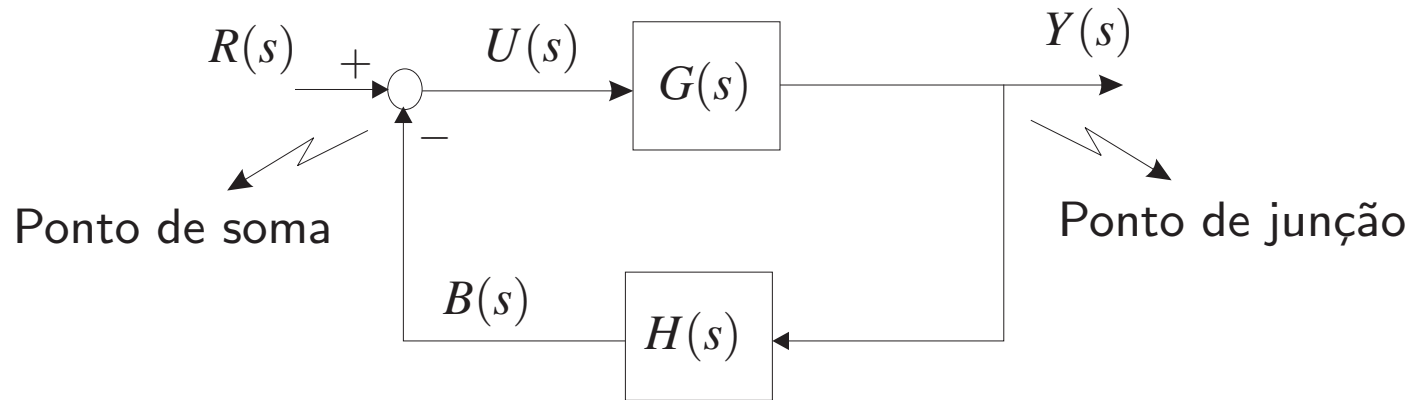 R(s)
+
U(s)
G(s)
Y(s)
−
Ponto de soma
Ponto de junção
B(s)
H(s)